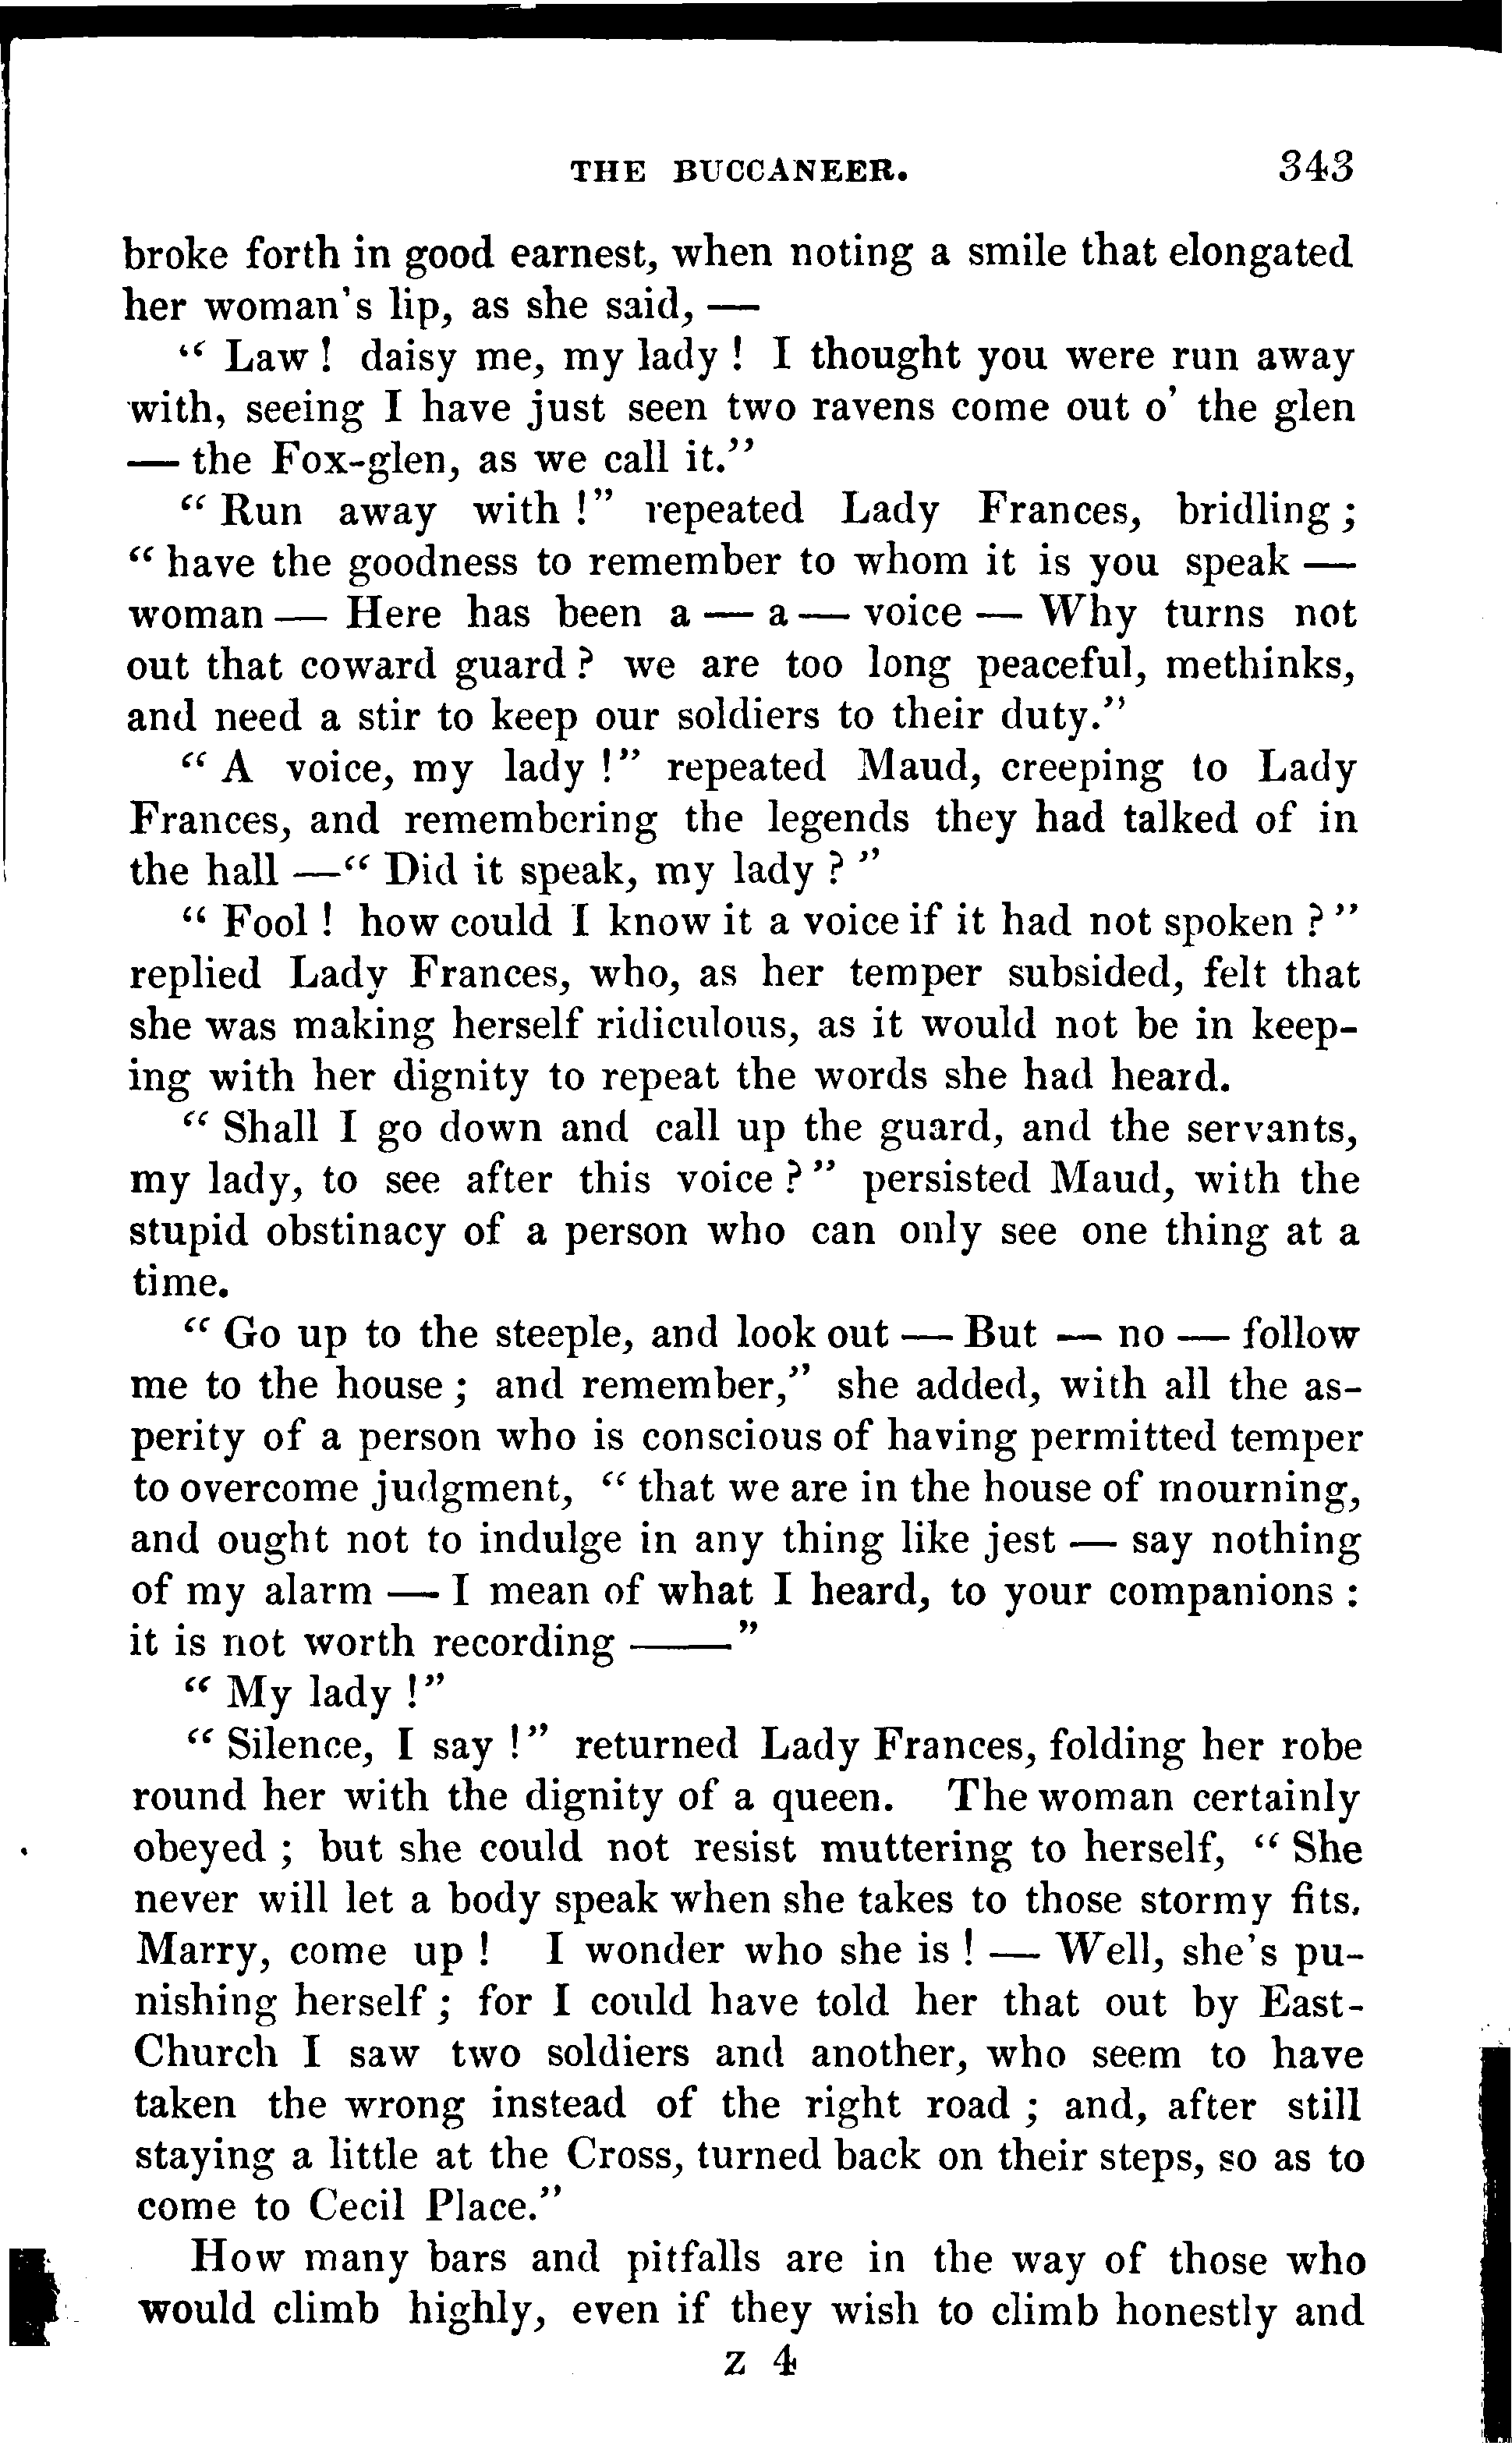 THE BUCCANEER. 343
broke forth in good earnest, when noting a smile that elongated
her woman's lip, as she said, —
"Law! daisy me, my lady! I thought you were run away
with, seeing I have just seen two ravens come out o' the glen
— the Fox-glen, as we call it."
"Run away with!" repeated Lady Frances, bridling;
"have the goodness to remember to whom it is you speak —
woman — Here has been a — a — voice — Why turns not
out that coward guard? we are too long peaceful, methinks,
and need a stir to keep our soldiers to their duty."
"A voice, my lady!" repeated Maud, creeping to Lady
Frances, and remembering the legends they had talked of in
the hall —"Did it speak, my lady?"
"Fool! how could I know it a voice if it had not spoken?"
replied Lady Frances, who, as her temper subsided, felt that
she was making herself ridiculous, as it would not be in keep-
ing with her dignity to repeat the words she had heard.
"Shall I go down and call up the guard, and the servants,
my lady, to see after this voice?" persisted Maud, with the
stupid obstinacy of a person who can only see one thing at a
time.
"Go up to the steeple, and look out — But — no — follow
me to the house; and remember," she added, with all the as-
perity of a person who is conscious of having permitted temper
to overcome judgment, "that we are in the house of mourning,
and ought not to indulge in any thing like jest — say nothing
of my alarm — I mean of what I heard, to your companions:
it is not worth recording ——"
"My lady!"
"Silence, I say!" returned Lady Frances, folding her robe
round her with the dignity of a queen. The woman certainly
obeyed; but she could not resist muttering to herself, "She
never will let a body speak when she takes to those stormy fits.
Marry, come up! I wonder who she is! — Well, she's pu-
nishing herself; for I could have told her that out by East-
Church I saw two soldiers and another, who seem to have
taken the wrong instead of the right road; and, after still
staying a little at the Cross, turned back on their steps, so as to
come to Cecil Place."
How many bars and pitfalls are in the way of those who
would climb highly, even if they wish to climb honestly and
Z 4